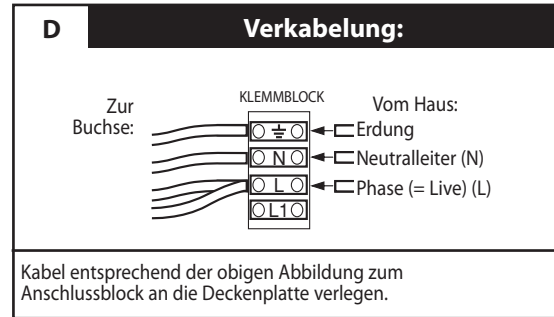 D
Verkabelung:
KLEMMBLOCK
Zur
Buchse:
Vom Haus:
Erdung
N
Neutralleiter (N)
L
Phase (= Live) (L)
L1
Kabel entsprechend der obigen Abbildung zum
Anschlussblock an die Deckenplatte verlegen.